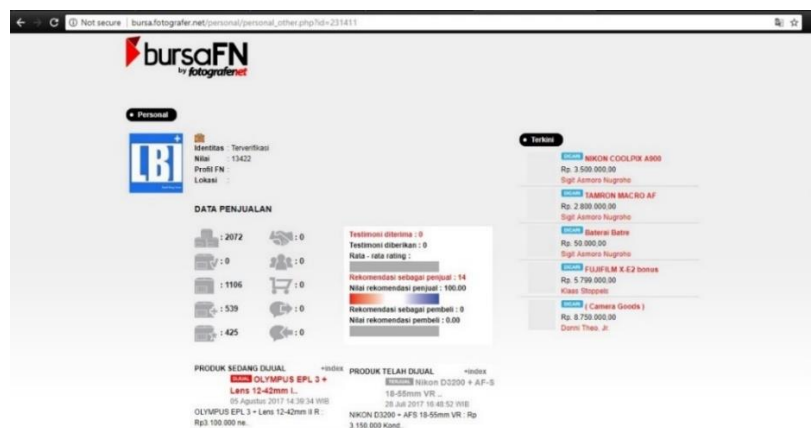 Not secure | bursa.fotografer.net/personal/personal_other.php?id=231411
bursaFN
by fotografernet
• Personal
LBI
Identitas : Terverifikasi
Nilai : 13422
Profil FN :
Lokasi :
DATA PENJUALAN
: 2072
: 0
: 0
: 0
: 1106
: 0
: 539
: 0
: 425
: 0
Testimoni diterima : 0
Testimoni diberikan : 0
Rata - rata rating :
Rekomendasi sebagai penjual : 14
Nilai rekomendasi penjual : 100.00
Rekomendasi sebagai pembeli : 0
Nilai rekomendasi pembeli : 0.00
PRODUK SEDANG DIJUAL +index
DIJUAL OLYMPUS EPL 3 +
Lens 12-42mm I..
05 Agustus 2017 14:39:34 WIB
OLYMPUS EPL 3 + Lens 12-42mm II R :
Rp3.100.000 ne..
PRODUK TELAH DIJUAL +index
TERJUAL Nikon D3200 + AF-S
18-55mm VR ..
28 Juli 2017 16:48:52 WIB
NIKON D3200 + AFS 18-55mm VR : Rp
3.150.000 Kond..
• Terkini
DICARI NIKON COOLPIX A900
Rp. 3.500.000,00
Sigit Asmoro Nugroho
DICARI TAMRON MACRO AF
Rp. 2.800.000,00
Sigit Asmoro Nugroho
DICARI Baterai Batre
Rp. 50.000,00
Sigit Asmoro Nugroho
DICARI FUJIFILM X-E2 bonus
Rp. 5.799.000,00
Klaas Stoppels
DICARI ( Camera Goods )
Rp. 8.750.000,00
Donni Theo. Jr.